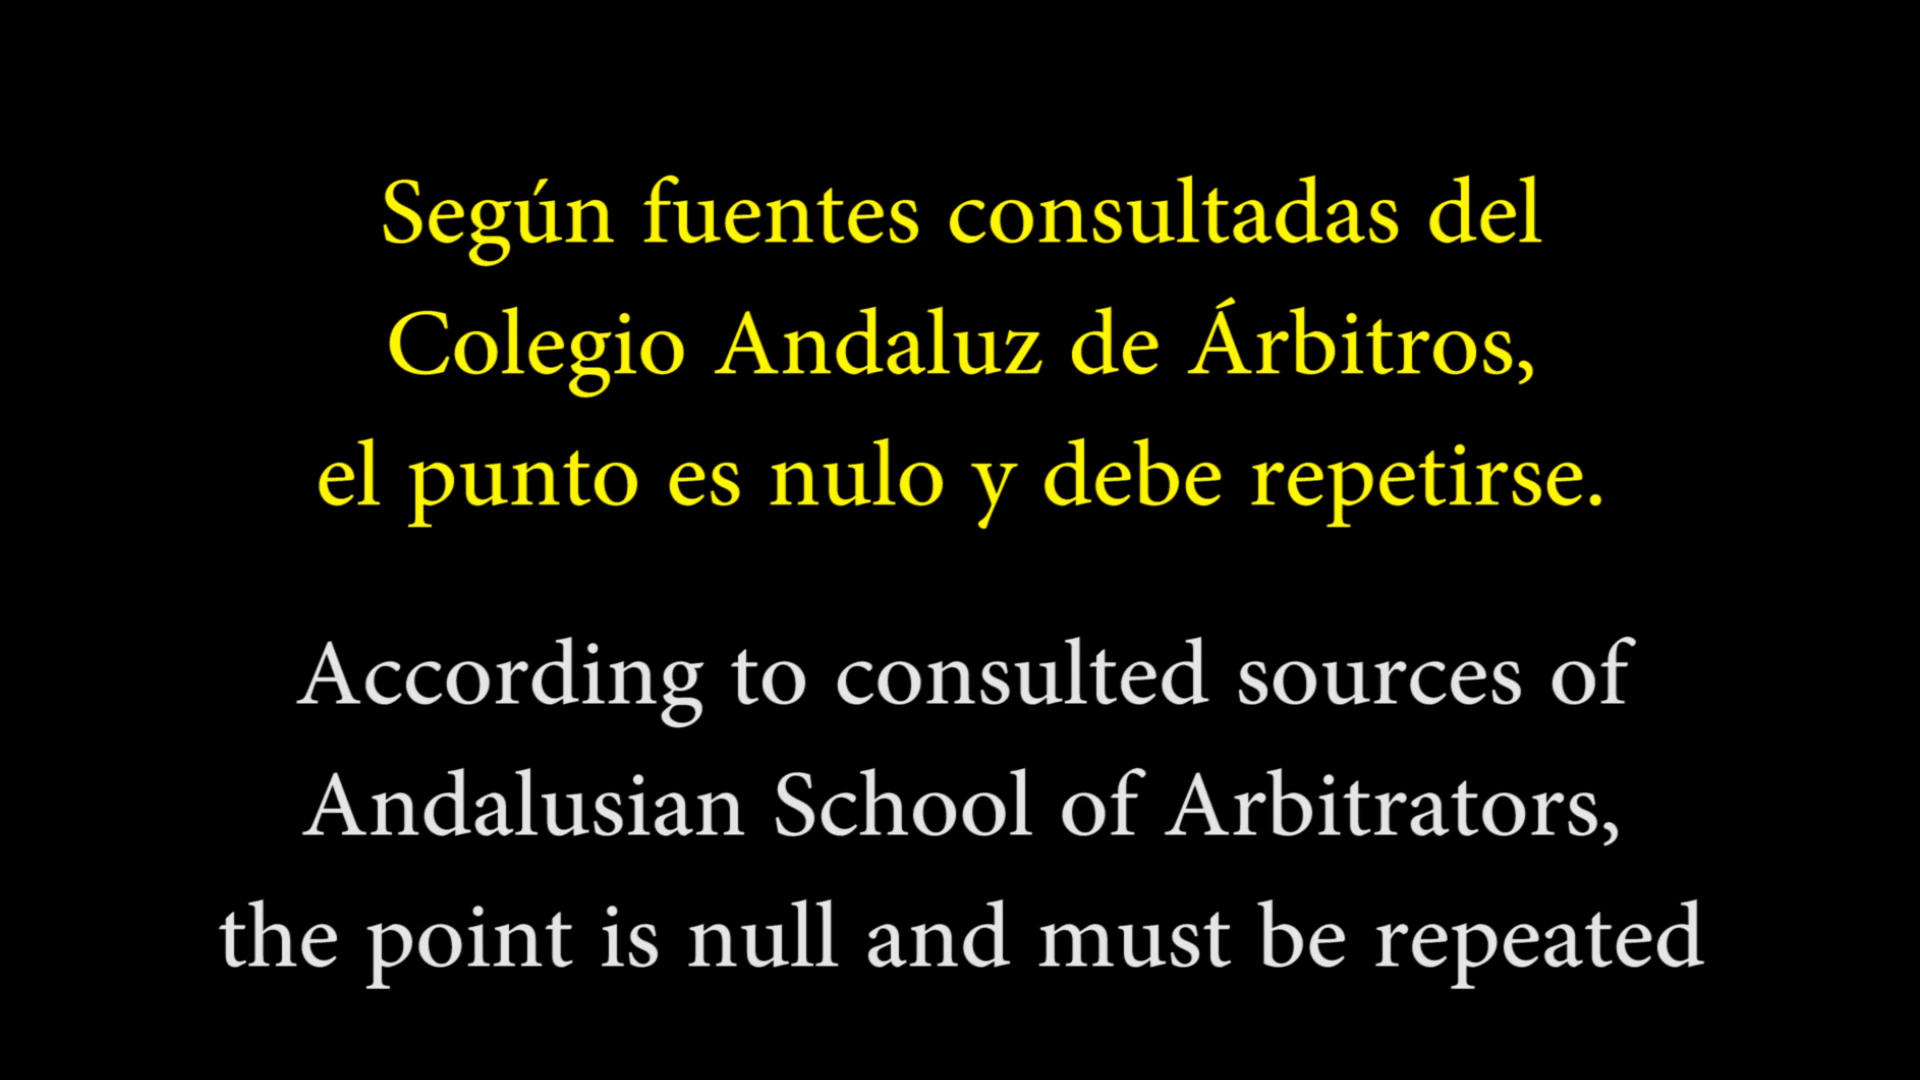 Según fuentes consultadas del
Colegio Andaluz de Árbitros,
el punto es nulo y debe repetirse.
According to consulted sources of
Andalusian School of Arbitrators,
the point is null and must be repeated